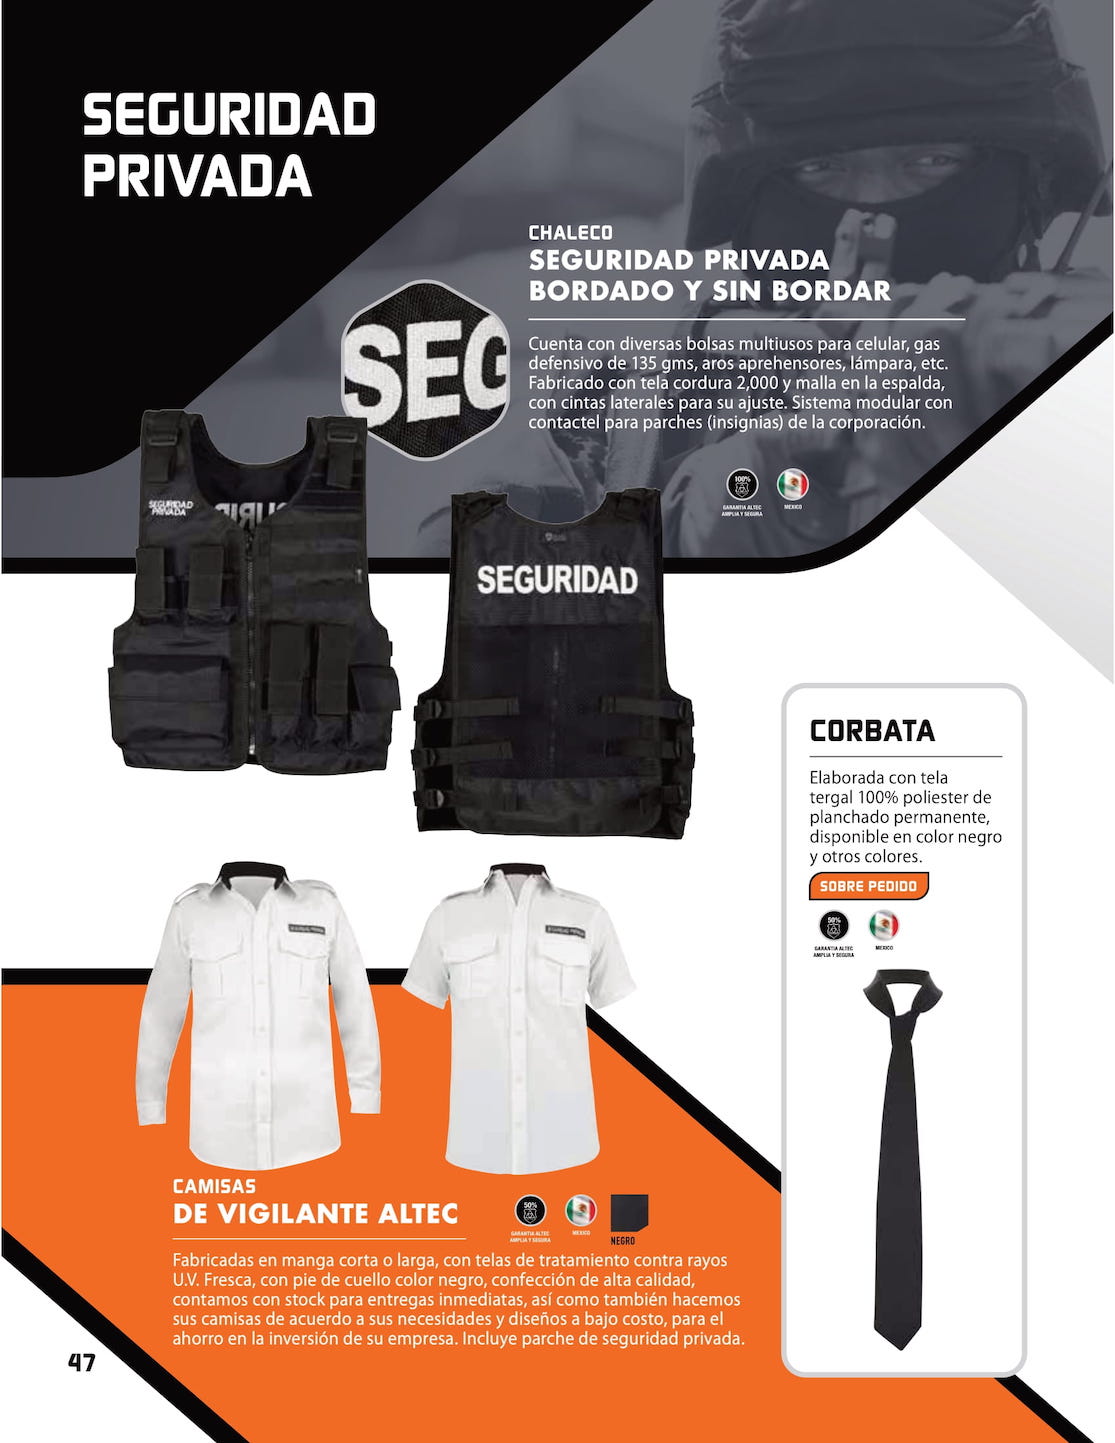 SEGURIDAD
PRIVADA
CHALECO
SEGURIDAD PRIVADA
BORDADO Y SIN BORDAR
Cuenta con diversas bolsas multiusos para celular, gas
defensivo de 135 gms, aros aprehensores, lámpara, etc.
Fabricado con tela cordura 2,000 y malla en la espalda,
con cintas laterales para su ajuste. Sistema modular con
contactel para parches (insignias) de la corporación.
SEG
100%
GARANTIA ALTEC
AMPLIA Y SEGURA
MEXICO
SEGURIDAD
PRIVADA
SEGURIDAD
CORBATA
Elaborada con tela
tergal 100% poliester de
planchado permanente,
disponible en color negro
y otros colores.
SOBRE PEDIDO
50%
GARANTIA ALTEC
AMPLIA Y SEGURA
MEXICO
SEGURIDAD PRIVADA
SEGURIDAD PRIVADA
CAMISAS
DE VIGILANTE ALTEC
50%
GARANTIA ALTEC
AMPLIA Y SEGURA
MEXICO
NEGRO
Fabricadas en manga corta o larga, con telas de tratamiento contra rayos
U.V. Fresca, con pie de cuello color negro, confección de alta calidad,
contamos con stock para entregas inmediatas, así como también hacemos
sus camisas de acuerdo a sus necesidades y diseños a bajo costo, para el
ahorro en la inversión de su empresa. Incluye parche de seguridad privada.
47